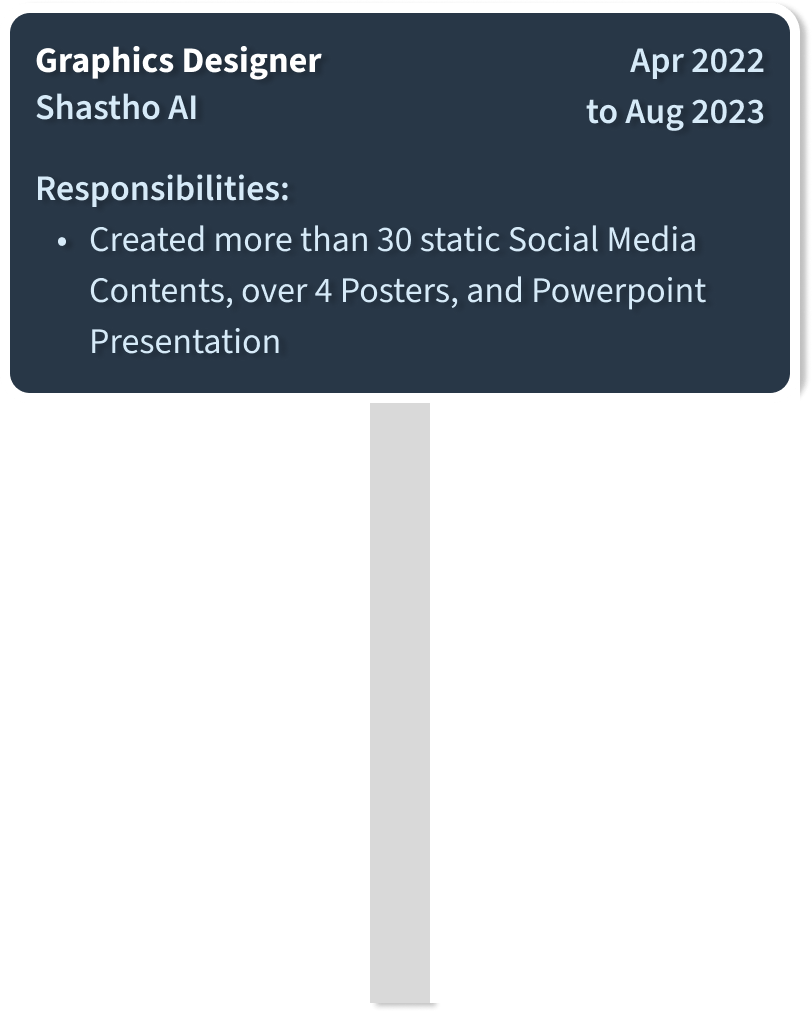 Graphics Designer
Apr 2022
Shastho AI
to Aug 2023
Responsibilities:
• Created more than 30 static Social Media
Contents, over 4 Posters, and Powerpoint
Presentation